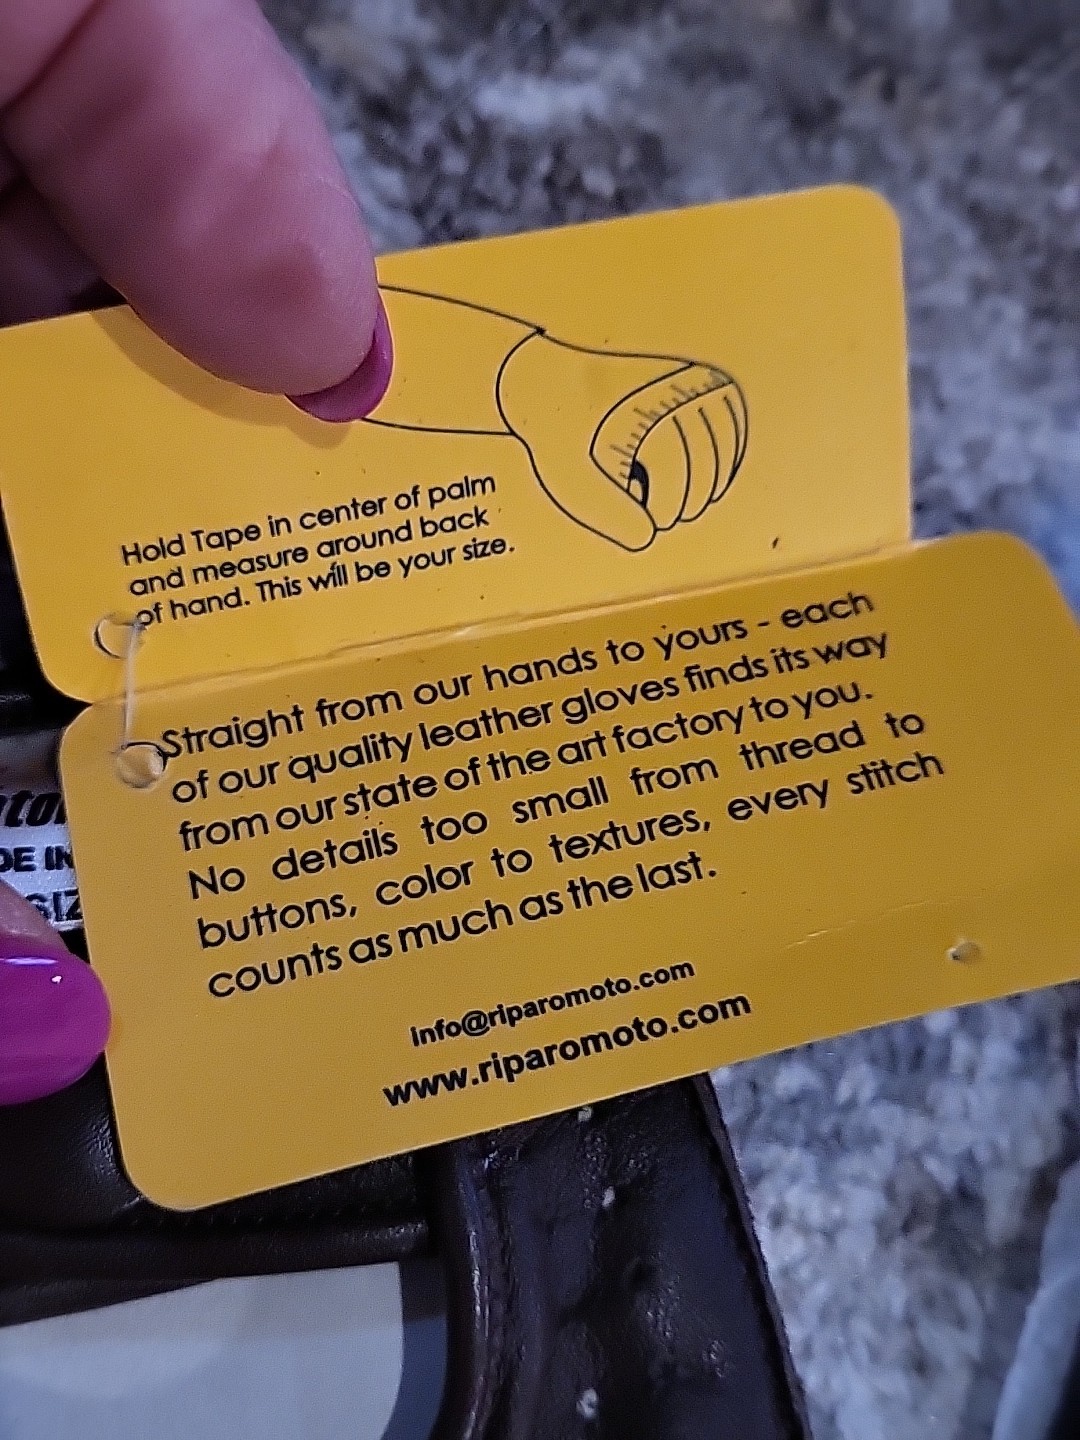 Hold Tape in center of palm
and measure around back
of hand. This will be your size.
Straight from our hands to yours - each
of our quality leather gloves finds its way
from our state of the art factory to you.
No details too small from thread to
buttons, color to textures, every stitch
counts as much as the last.
info@riparomoto.com
www.riparomoto.com